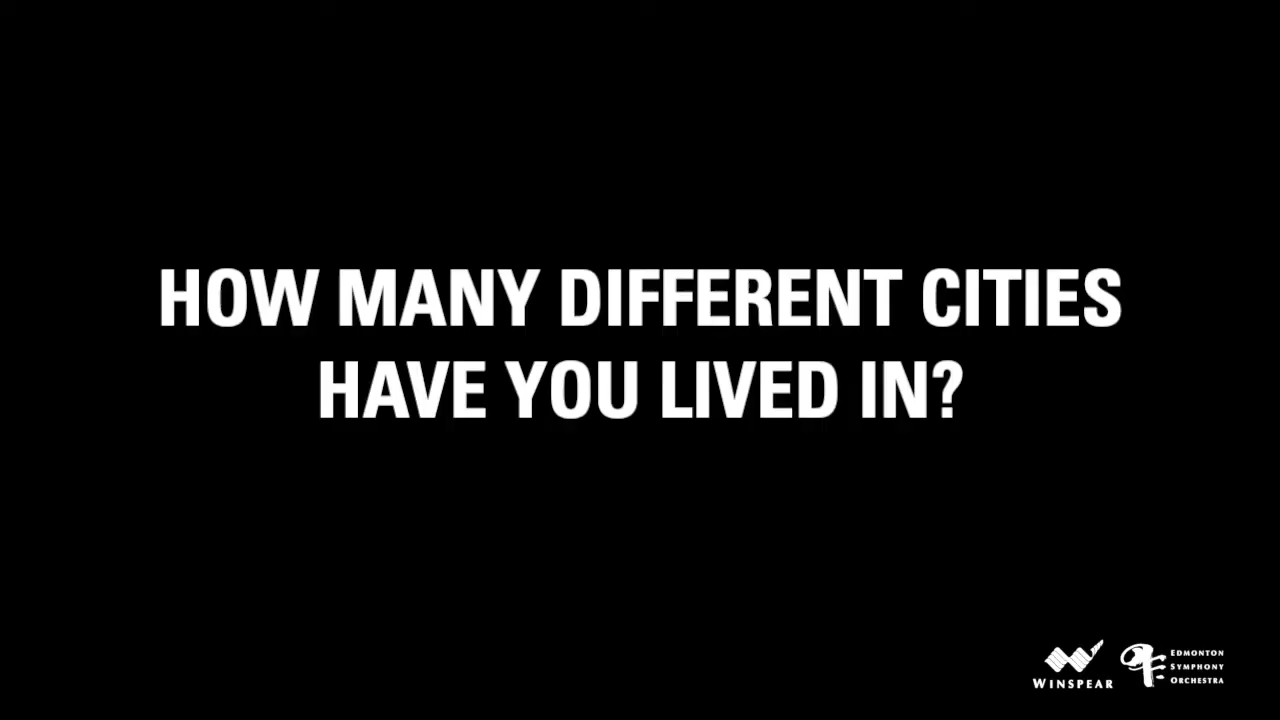 HOW MANY DIFFERENT CITIES
HAVE YOU LIVED IN?
WINSPEAR
EDMONTON
SYMPHONY
ORCHESTRA